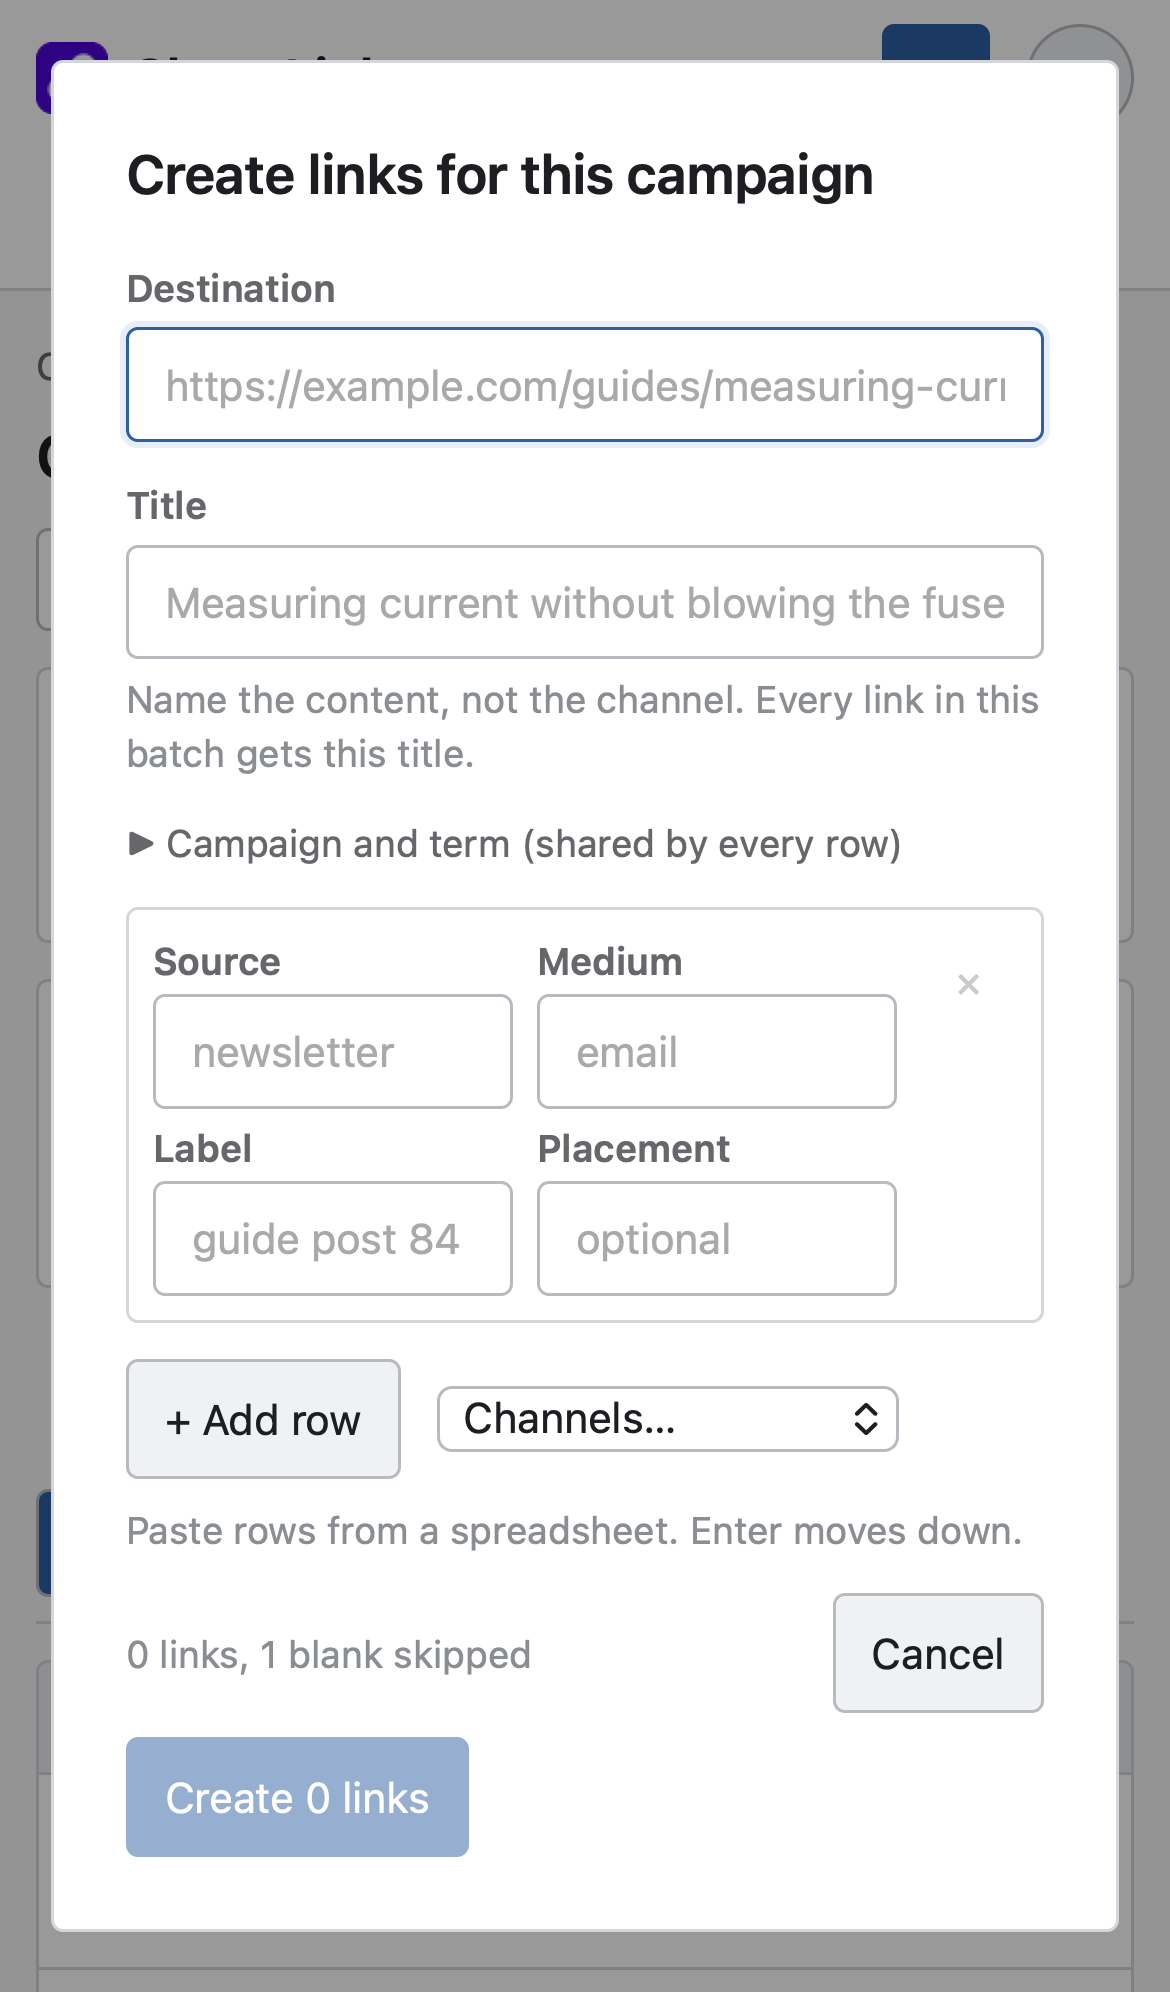 Create links for this campaign
Destination
https://example.com/guides/measuring-curr
Title
Measuring current without blowing the fuse
Name the content, not the channel. Every link in this
batch gets this title.
▶ Campaign and term (shared by every row)
Source Medium ×
newsletter email
Label Placement
guide post 84 optional
+ Add row Channels...
Paste rows from a spreadsheet. Enter moves down.
0 links, 1 blank skipped Cancel
Create 0 links